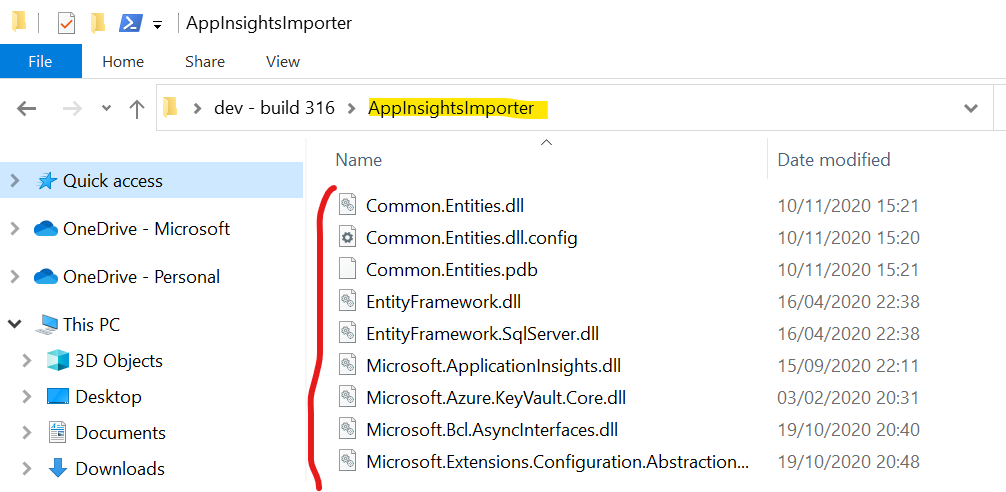 AppInsightsImporter
File Home Share View
dev - build 316 AppInsightsImporter
Name Date modified
Quick access
OneDrive - Microsoft
OneDrive - Personal
This PC
3D Objects
Desktop
Documents
Downloads
Common.Entities.dll 10/11/2020 15:21
Common.Entities.dll.config 10/11/2020 15:20
Common.Entities.pdb 10/11/2020 15:21
EntityFramework.dll 16/04/2020 22:38
EntityFramework.SqlServer.dll 16/04/2020 22:38
Microsoft.ApplicationInsights.dll 15/09/2020 22:11
Microsoft.Azure.KeyVault.Core.dll 03/02/2020 20:31
Microsoft.Bcl.AsyncInterfaces.dll 19/10/2020 20:40
Microsoft.Extensions.Configuration.Abstraction... 19/10/2020 20:48